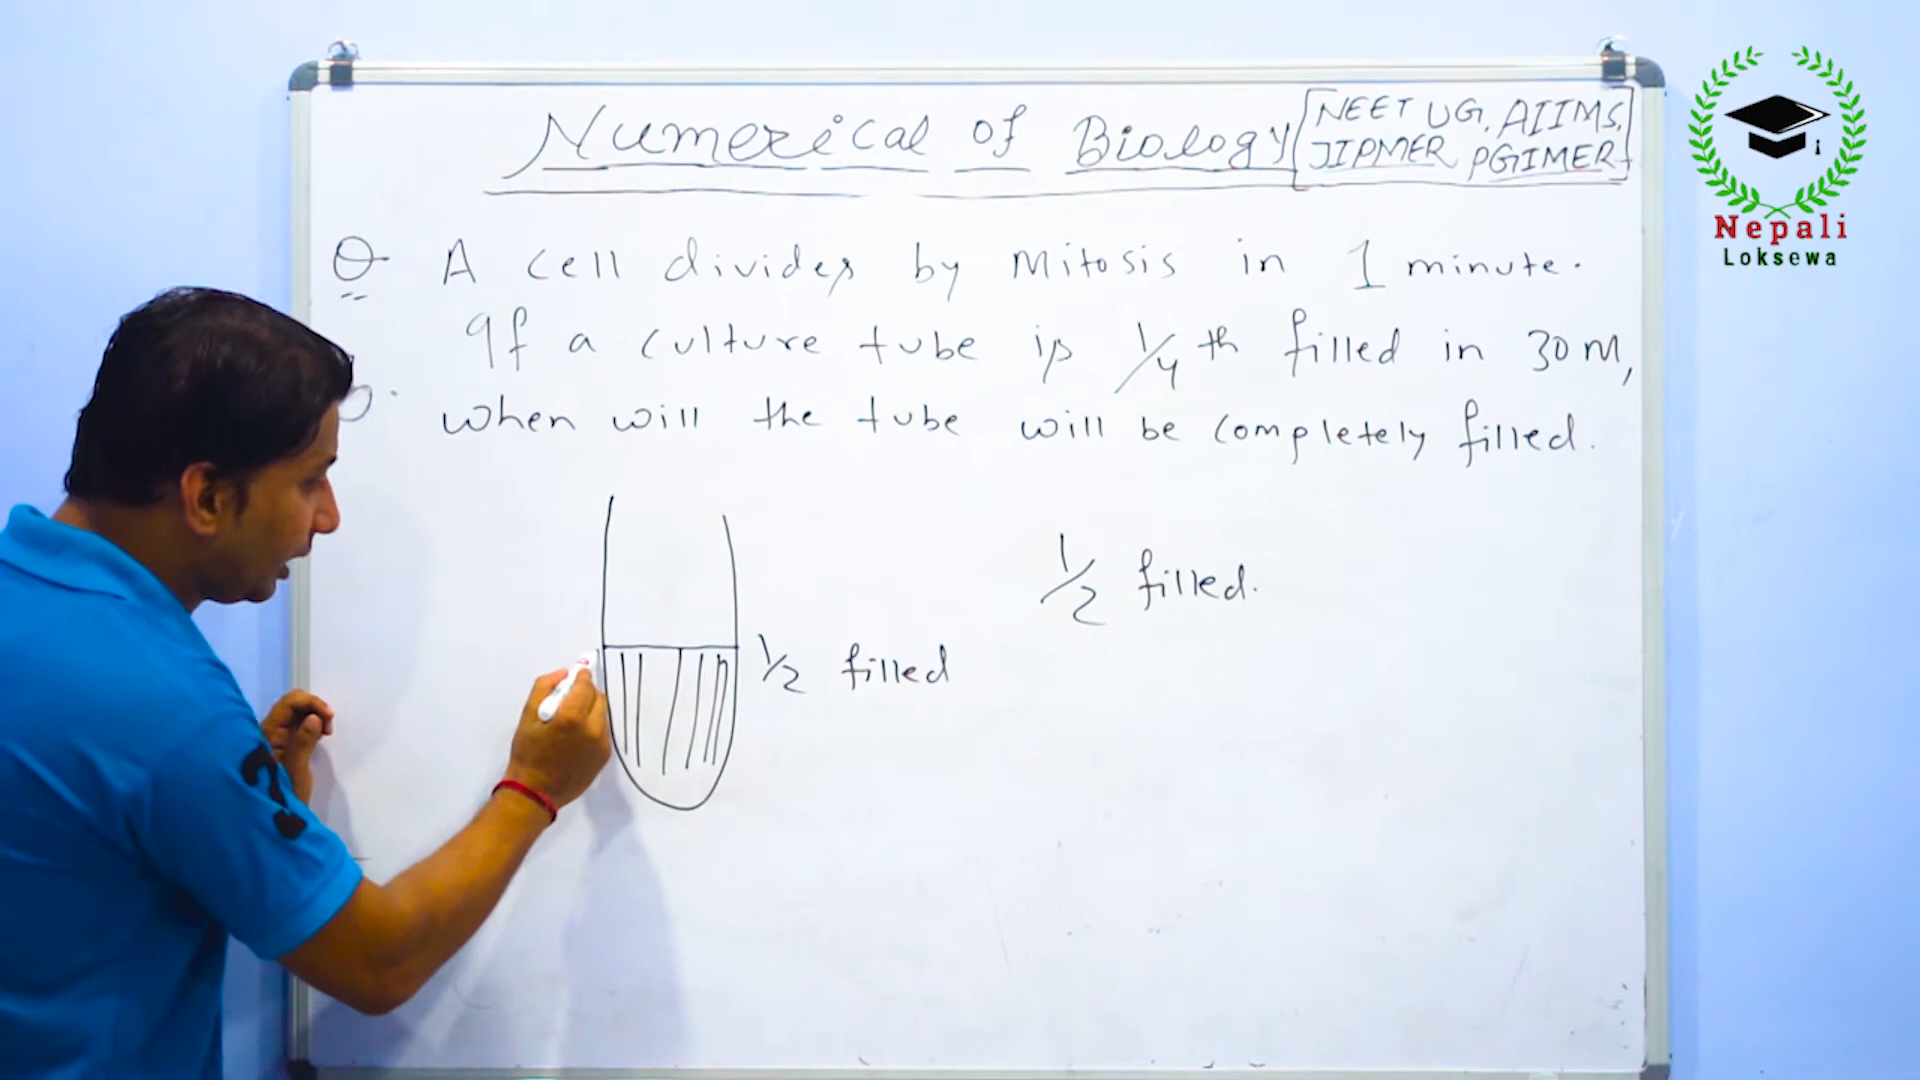 Numerical of Biology [NEET UG, AIIMS,
JIPMER PGIMER]
Nepali
Loksewa
Q A cell divides by Mitosis in 1 minute.
If a culture tube is 1/4 th filled in 30 M,
when will the tube will be completely filled.
1/2 filled.
1/2 filled